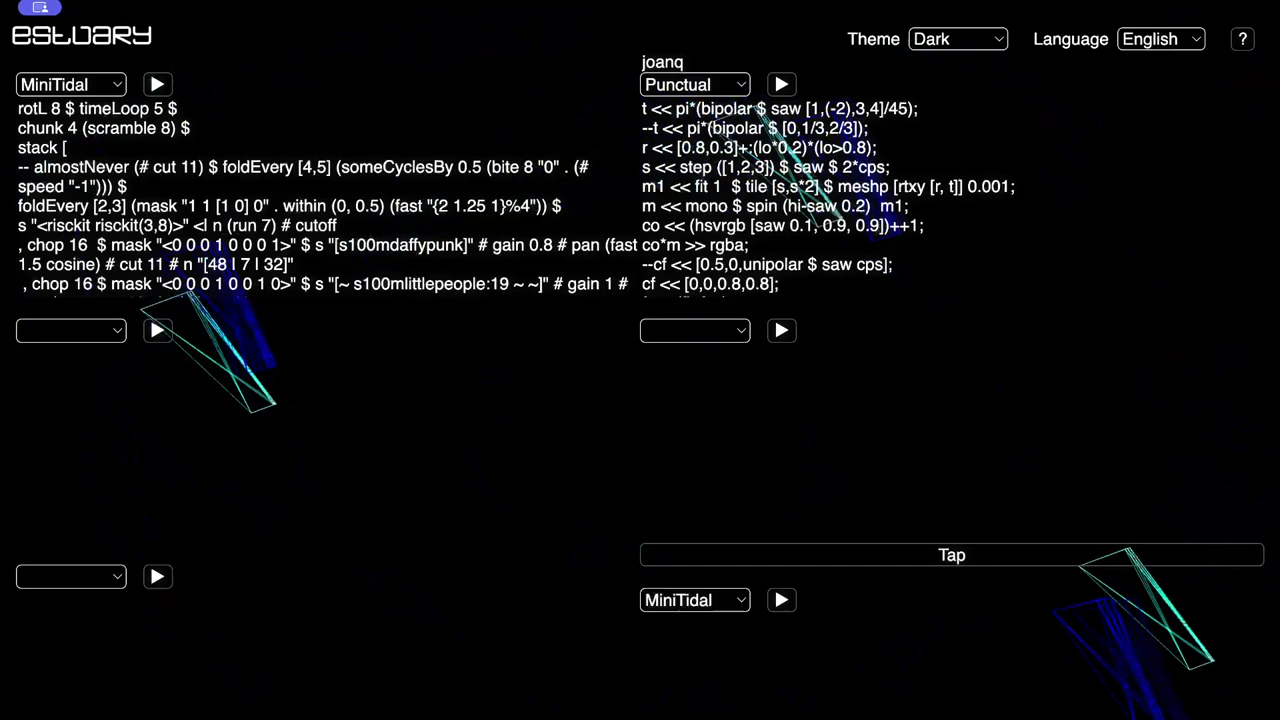 estuary
Theme Dark Language English ?
MiniTidal
rotL 8 $ timeLoop 5 $
chunk 4 (scramble 8) $
stack [
-- almostNever (# cut 11) $ foldEvery [4,5] (someCyclesBy 0.5 (bite 8 "0" . (#
speed "-1"))) $
foldEvery [2,3] (mask "1 1 [1 0] 0" . within (0, 0.5) (fast "{2 1.25 1}%4")) $
s "<risckit risckit(3,8)>" <| n (run 7) # cutoff
, chop 16  $ mask "<0 0 0 1 0 0 0 1>" $ s "[s100mdaffypunk]" # gain 0.8 # pan (fast
1.5 cosine) # cut 11 # n "[48 | 7 | 32]"
, chop 16 $ mask "<0 0 0 1 0 0 1 0>" $ s "[~ s100mlittlepeople:19 ~ ~]" # gain 1 #
joanq
Punctual
t << pi*(bipolar $ saw [1,(-2),3,4]/45);
--t << pi*(bipolar $ [0,1/3,2/3]);
r << [0.8,0.3]+:(lo*0.2)*(lo>0.8);
s << step ([1,2,3]) $ saw $ 2*cps;
m1 << fit 1  $ tile [s,s*2] $ meshp [rtxy [r, t]] 0.001;
m << mono $ spin (hi-saw 0.2)  m1;
co << (hsvrgb [saw 0.1, 0.9, 0.9])++1;
co*m >> rgba;
--cf << [0.5,0,unipolar $ saw cps];
cf << [0,0,0.8,0.8];
Tap
MiniTidal